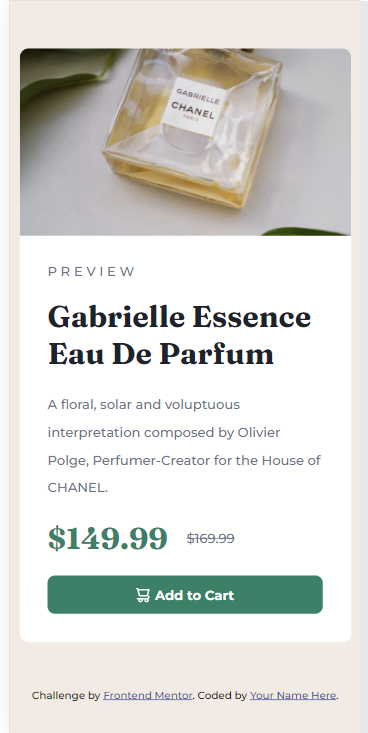 GABRIELLE
CHANEL
PARIS
PREVIEW
Gabrielle Essence
Eau De Parfum
A floral, solar and voluptuous
interpretation composed by Olivier
Polge, Perfumer-Creator for the House of
CHANEL.
$149.99 $169.99
Add to Cart
Challenge by Frontend Mentor. Coded by Your Name Here.